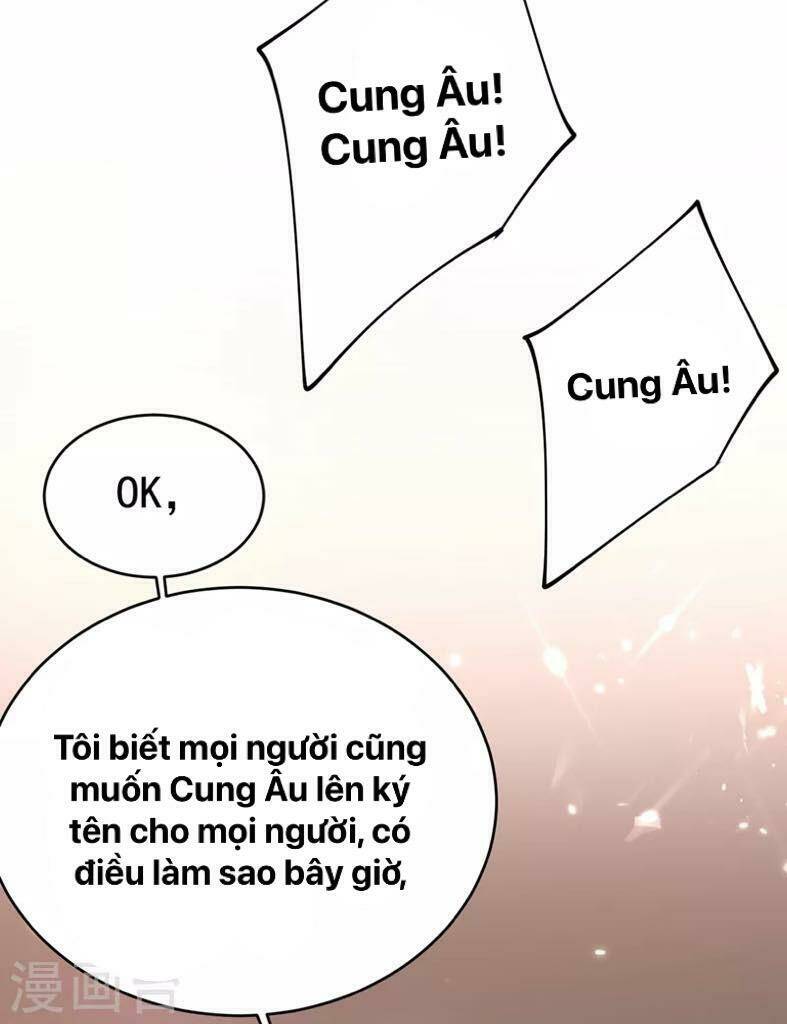 Cung Âu!
Cung Âu!
Cung Âu!
OK,
Tôi biết mọi người cũng
muốn Cung Âu lên ký
tên cho mọi người, có
điều làm sao bây giờ,
漫画台